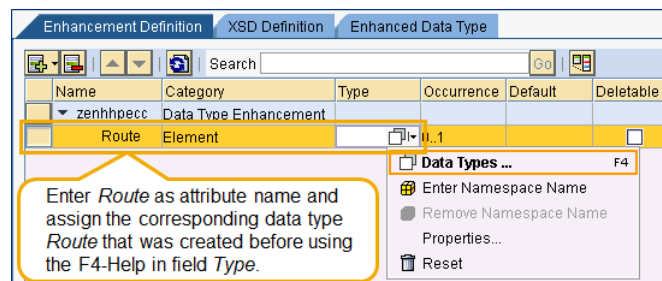 Enhancement Definition XSD Definition Enhanced Data Type
Search Go
Name Category Type Occurrence Default Deletable
zenhhpecc Data Type Enhancement
Route Element 0..1
Data Types ... F4
Enter Namespace Name
Remove Namespace Name
Properties...
Reset
Enter Route as attribute name and
assign the corresponding data type
Route that was created before using
the F4-Help in field Type.